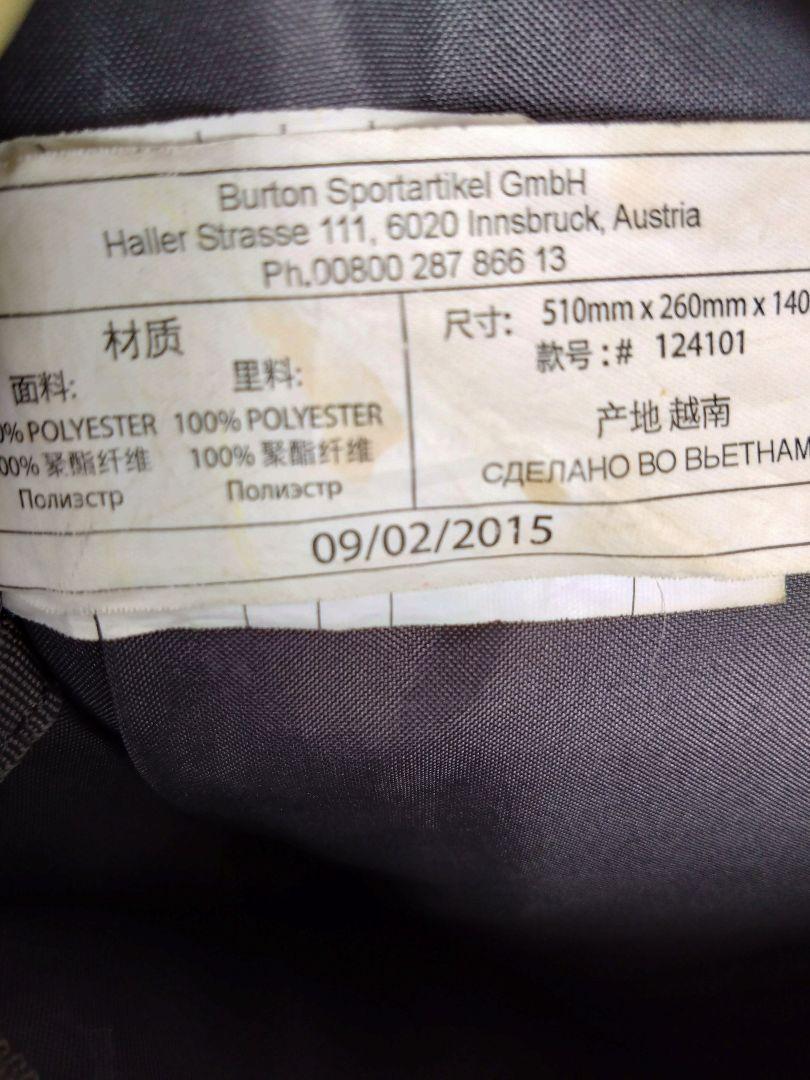 Burton Sportartikel GmbH
Haller Strasse 111, 6020 Innsbruck, Austria
Ph.00800 287 866 13
材质
面料:
里料:
0% POLYESTER
100% POLYESTER
00% 聚酯纤维
100% 聚酯纤维
Полиэстр
Полиэстр
尺寸: 510mm x 260mm x 140
款号:# 124101
产地 越南
СДЕЛАНО ВО ВЬЕТНАМ
09/02/2015